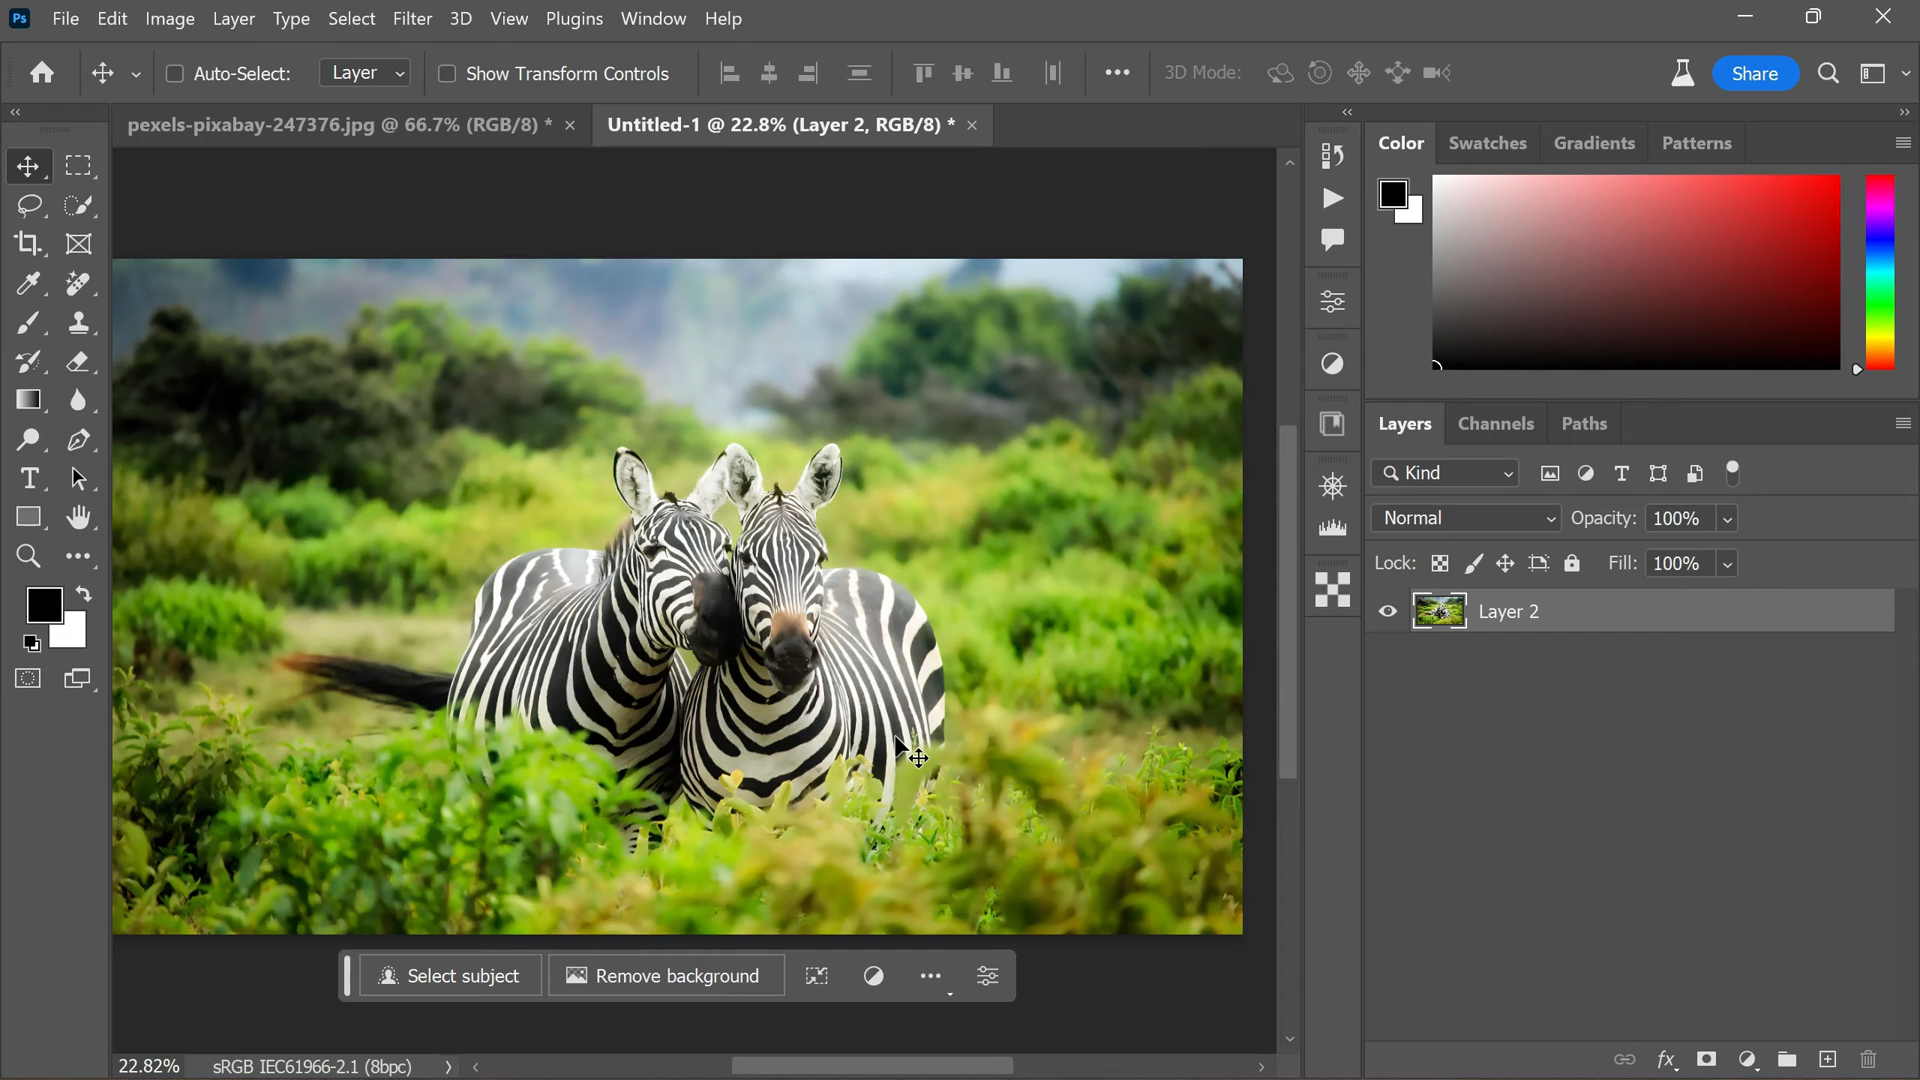 Ps File Edit Image Layer Type Select Filter 3D View Plugins Window Help
Auto-Select: Layer Show Transform Controls 3D Mode: Share
pexels-pixabay-247376.jpg @ 66.7% (RGB/8) * Untitled-1 @ 22.8% (Layer 2, RGB/8) *
Color Swatches Gradients Patterns
Layers Channels Paths
Kind
Normal Opacity: 100%
Lock: Fill: 100%
Layer 2
Select subject Remove background
22.82% sRGB IEC61966-2.1 (8bpc)